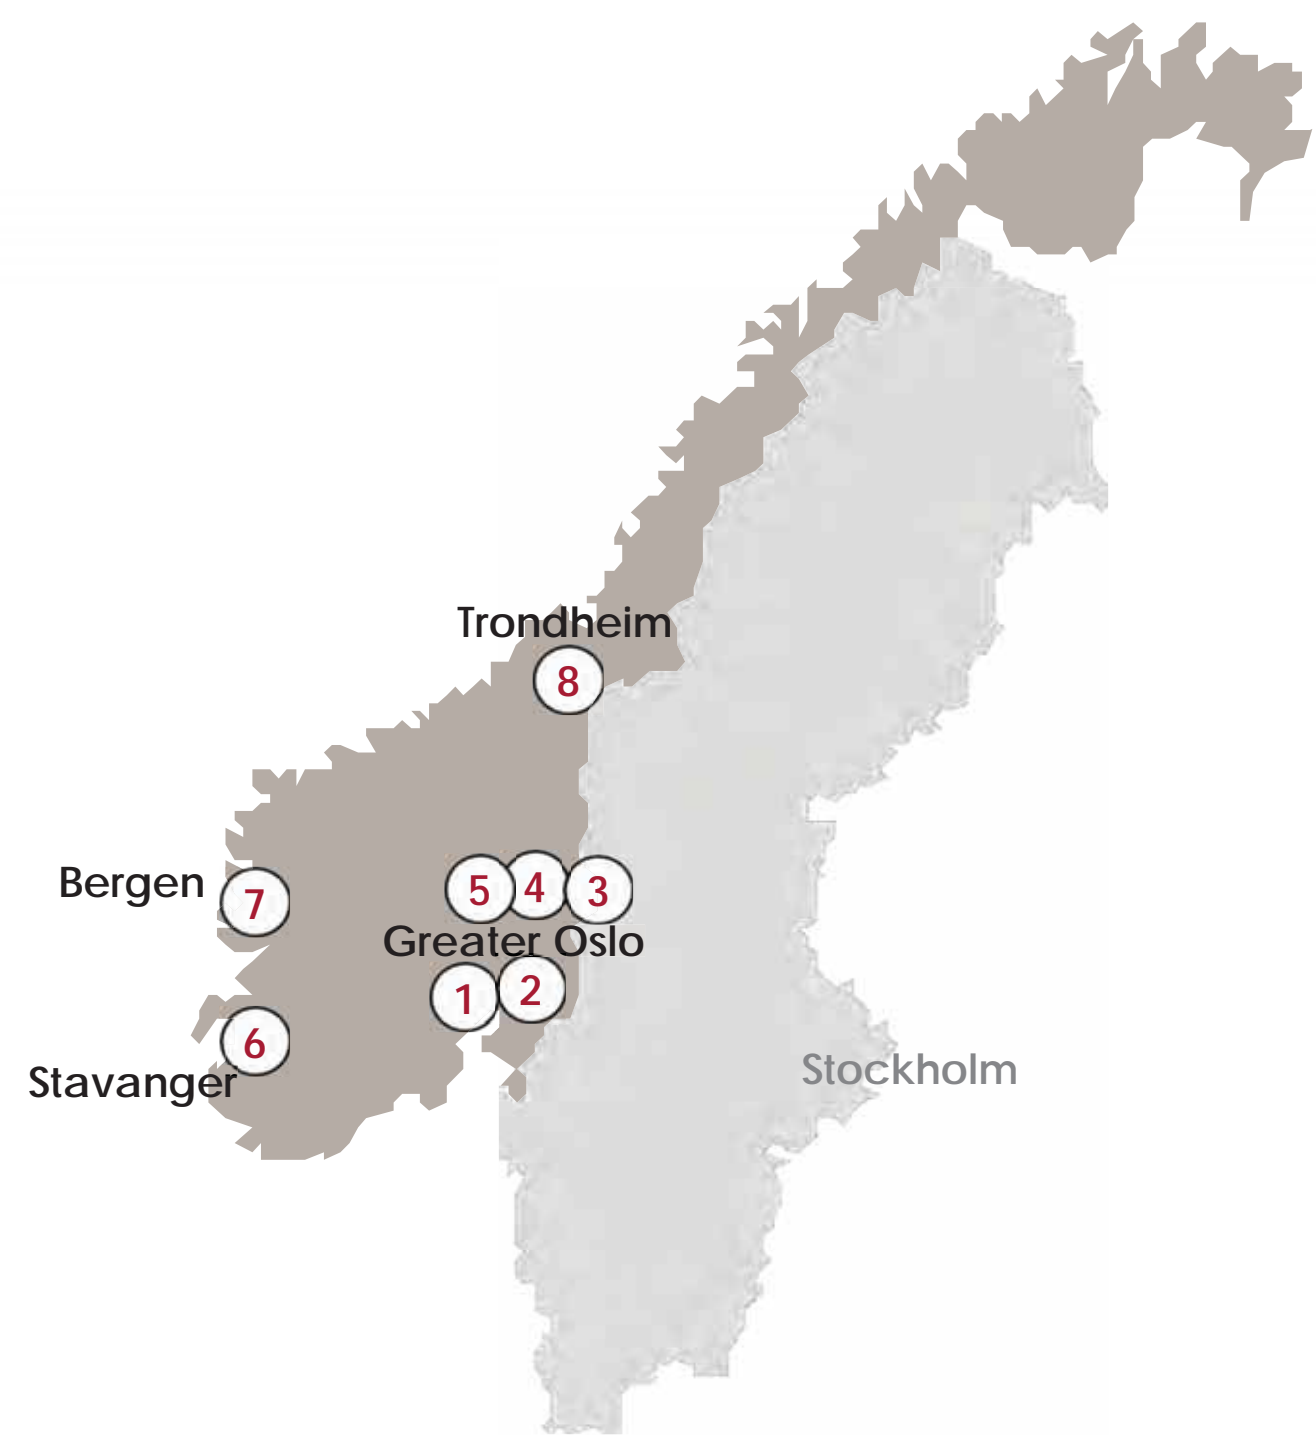 Trondheim
8
Bergen
7
5 4 3
Greater Oslo
1 2
6
Stavanger
Stockholm